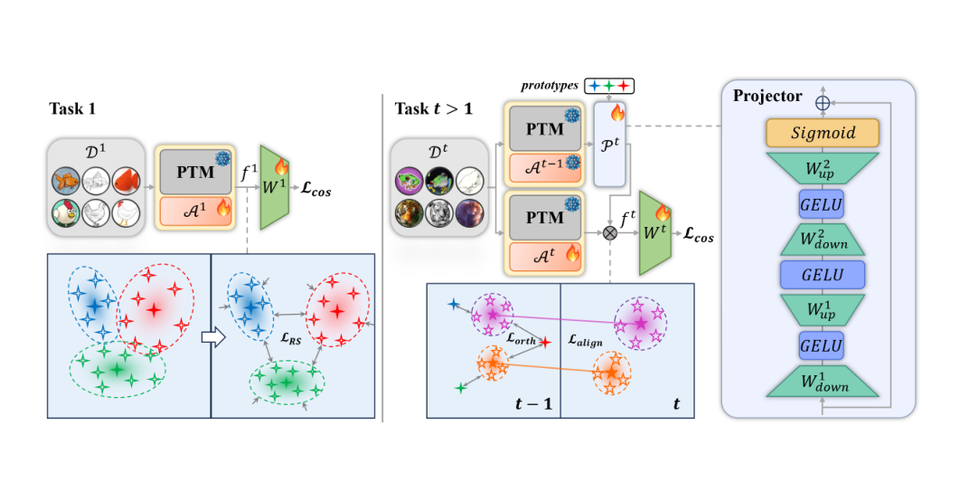 Task 1
𝒟¹
PTM
𝒜¹
f¹
W¹
ℒcos
ℒRS
Task t > 1
prototypes
𝒟ᵗ
PTM
𝒜ᵗ⁻¹
𝒫ᵗ
PTM
𝒜ᵗ
fᵗ
Wᵗ
ℒcos
ℒorth
ℒalign
t − 1
t
Projector
Sigmoid
W²up
GELU
W²down
GELU
W¹up
GELU
W¹down